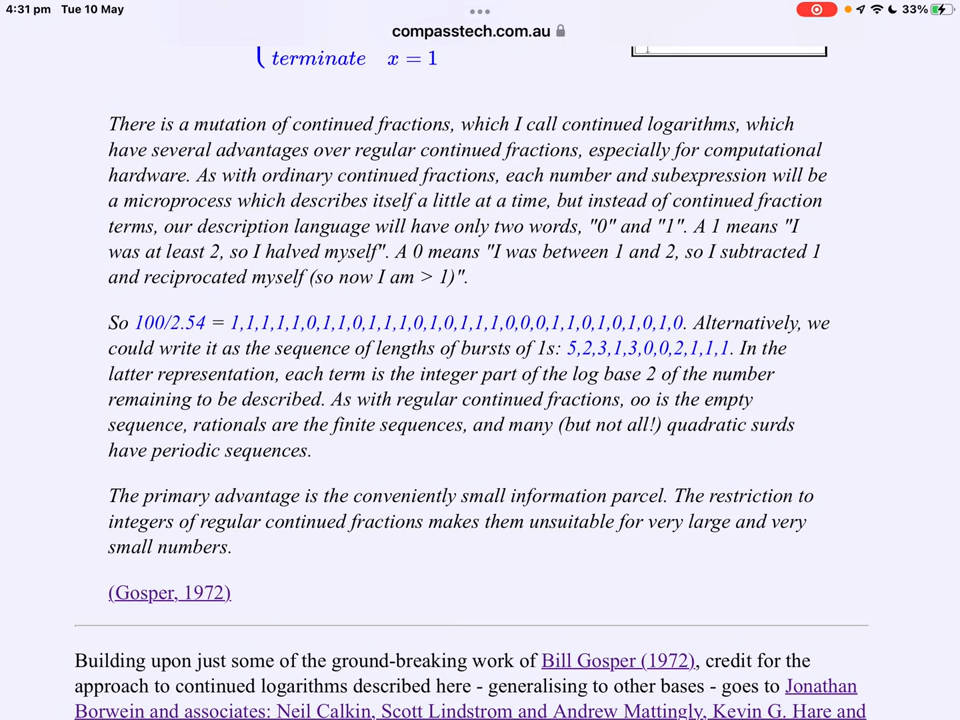 4:31 pm Tue 10 May
33%
compasstech.com.au
terminate x = 1
There is a mutation of continued fractions, which I call continued logarithms, which
have several advantages over regular continued fractions, especially for computational
hardware. As with ordinary continued fractions, each number and subexpression will be
a microprocess which describes itself a little at a time, but instead of continued fraction
terms, our description language will have only two words, "0" and "1". A 1 means "I
was at least 2, so I halved myself". A 0 means "I was between 1 and 2, so I subtracted 1
and reciprocated myself (so now I am > 1)".
So 100/2.54 = 1,1,1,1,1,0,1,1,0,1,1,1,0,1,0,1,1,1,0,0,0,1,1,0,1,0,1,0,1,0. Alternatively, we
could write it as the sequence of lengths of bursts of 1s: 5,2,3,1,3,0,0,2,1,1,1. In the
latter representation, each term is the integer part of the log base 2 of the number
remaining to be described. As with regular continued fractions, oo is the empty
sequence, rationals are the finite sequences, and many (but not all!) quadratic surds
have periodic sequences.
The primary advantage is the conveniently small information parcel. The restriction to
integers of regular continued fractions makes them unsuitable for very large and very
small numbers.
(Gosper, 1972)
Building upon just some of the ground-breaking work of Bill Gosper (1972), credit for the
approach to continued logarithms described here - generalising to other bases - goes to Jonathan
Borwein and associates: Neil Calkin, Scott Lindstrom and Andrew Mattingly, Kevin G. Hare and